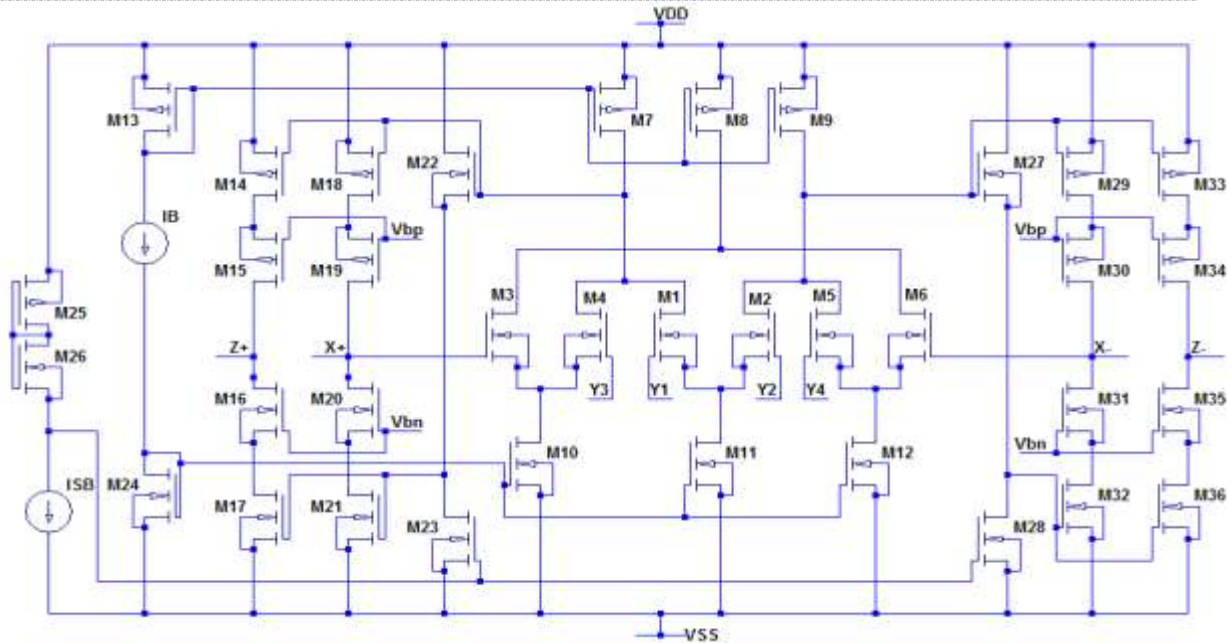 VDD
M13
M7
M8
M9
M14
M18
M22
M27
M29
M33
IB
Vbp
Vbp
M15
M19
M30
M34
M25
M26
M3
M4
M1
M2
M5
M6
Z+
X+
X-
Z-
Y3
Y1
Y2
Y4
M16
M20
Vbn
M31
M35
Vbn
M10
M11
M12
ISB
M24
M17
M21
M23
M28
M32
M36
VSS